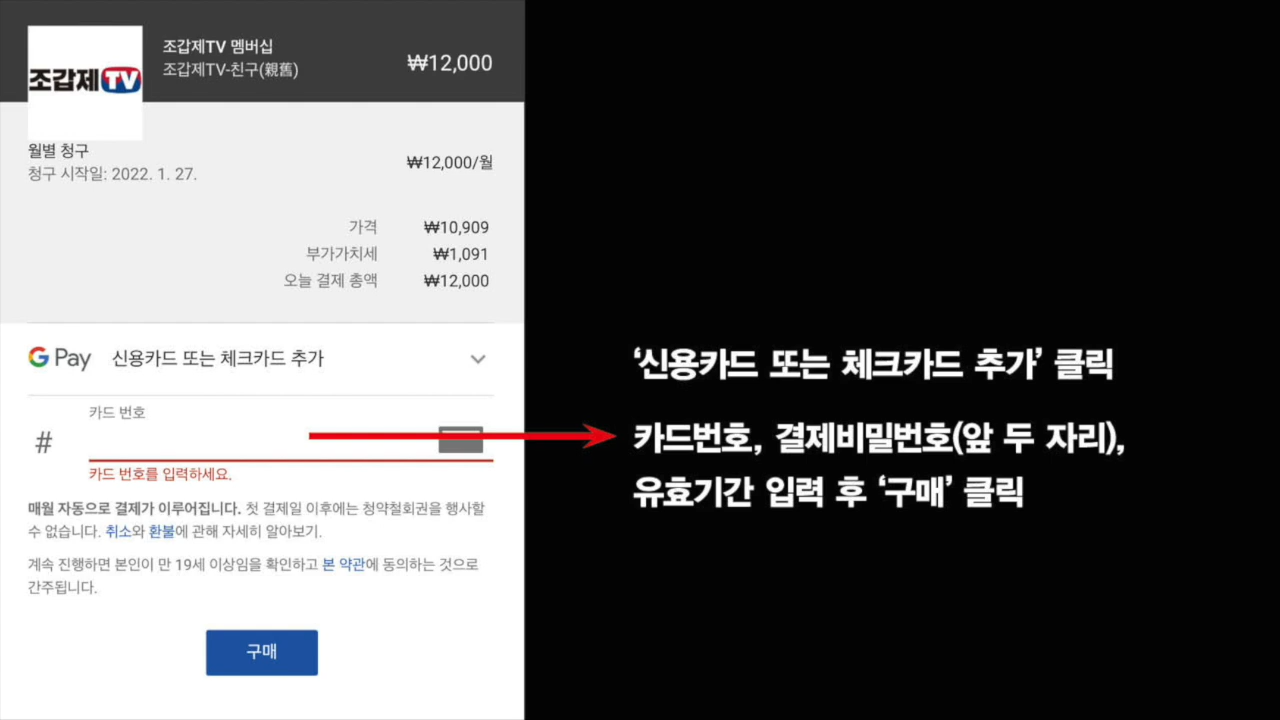 조갑제TV
조갑제TV 멤버십
조갑제TV-친구(親舊)
₩12,000
월별 청구
청구 시작일: 2022. 1. 27.
₩12,000/월
가격 ₩10,909
부가가치세 ₩1,091
오늘 결제 총액 ₩12,000
G Pay 신용카드 또는 체크카드 추가
카드 번호
#
카드 번호를 입력하세요.
매월 자동으로 결제가 이루어집니다. 첫 결제일 이후에는 청약철회권을 행사할
수 없습니다. 취소와 환불에 관해 자세히 알아보기.
계속 진행하면 본인이 만 19세 이상임을 확인하고 본 약관에 동의하는 것으로
간주됩니다.
구매
‘신용카드 또는 체크카드 추가’ 클릭
카드번호, 결제비밀번호(앞 두 자리),
유효기간 입력 후 ‘구매’ 클릭